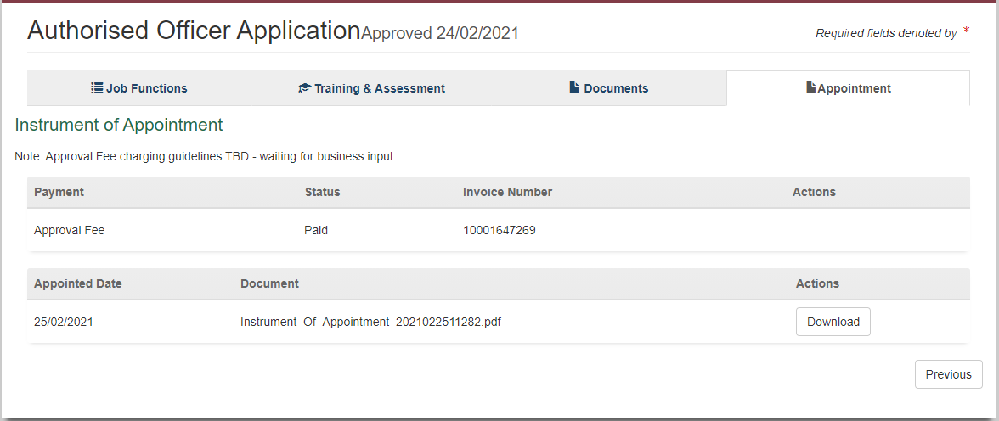 Authorised Officer Application Approved 24/02/2021 Required fields denoted by *
Job Functions Training & Assessment Documents Appointment
Instrument of Appointment
Note: Approval Fee charging guidelines TBD - waiting for business input
Payment Status Invoice Number Actions
Approval Fee Paid 10001647269
Appointed Date Document Actions
25/02/2021 Instrument_Of_Appointment_2021022511282.pdf Download
Previous